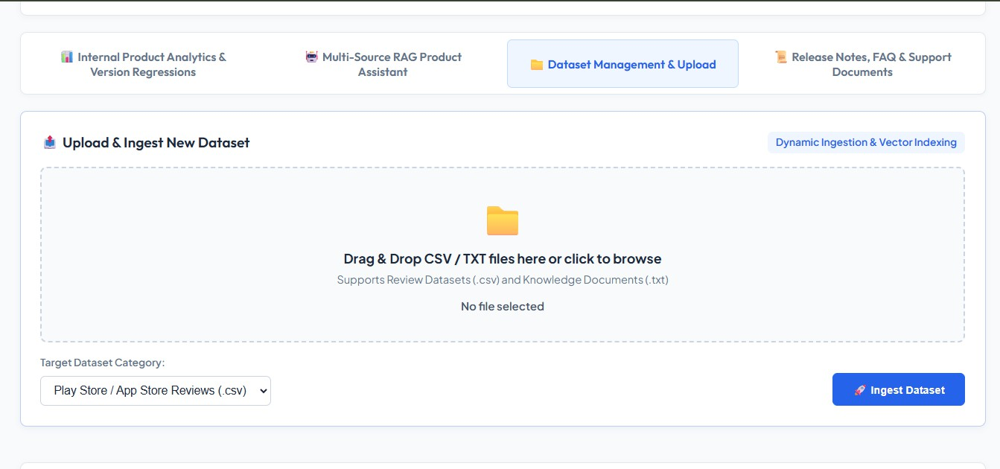 Internal Product Analytics &
Version Regressions
Multi-Source RAG Product
Assistant
Dataset Management & Upload
Release Notes, FAQ & Support
Documents
Upload & Ingest New Dataset
Dynamic Ingestion & Vector Indexing
Drag & Drop CSV / TXT files here or click to browse
Supports Review Datasets (.csv) and Knowledge Documents (.txt)
No file selected
Target Dataset Category:
Play Store / App Store Reviews (.csv)
Ingest Dataset